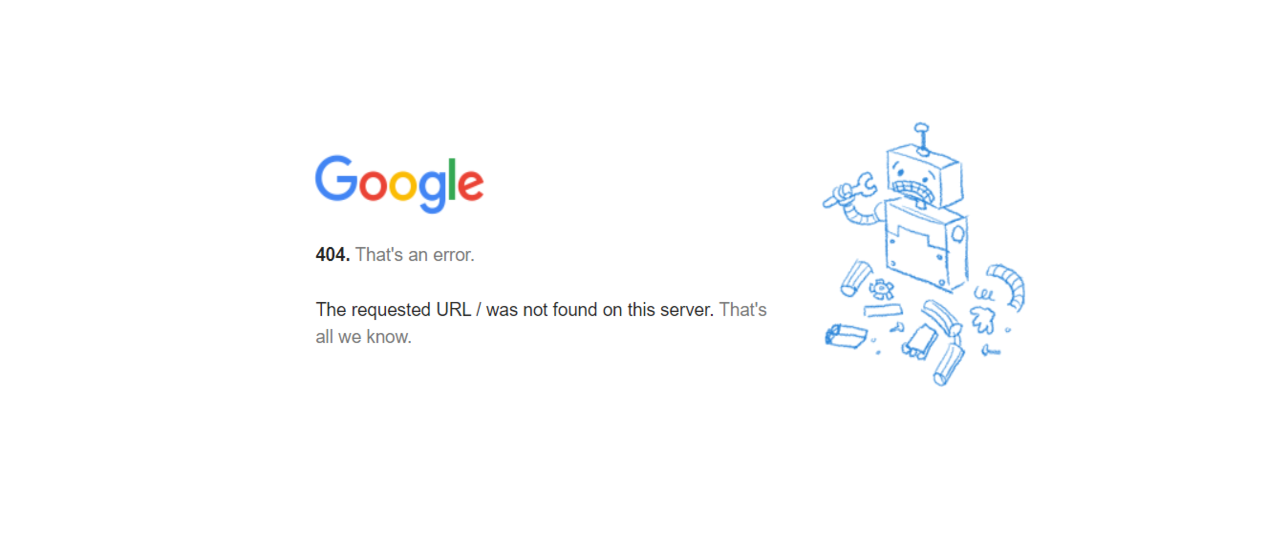 Google
404. That's an error.
The requested URL / was not found on this server. That's
all we know.